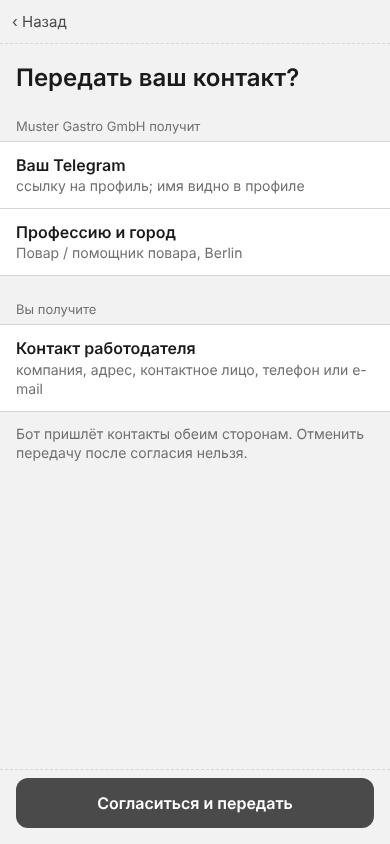 ‹ Назад
Передать ваш контакт?
Muster Gastro GmbH получит
Ваш Telegram
ссылку на профиль; имя видно в профиле
Профессию и город
Повар / помощник повара, Berlin
Вы получите
Контакт работодателя
компания, адрес, контактное лицо, телефон или e-
mail
Бот пришлёт контакты обеим сторонам. Отменить
передачу после согласия нельзя.
Согласиться и передать